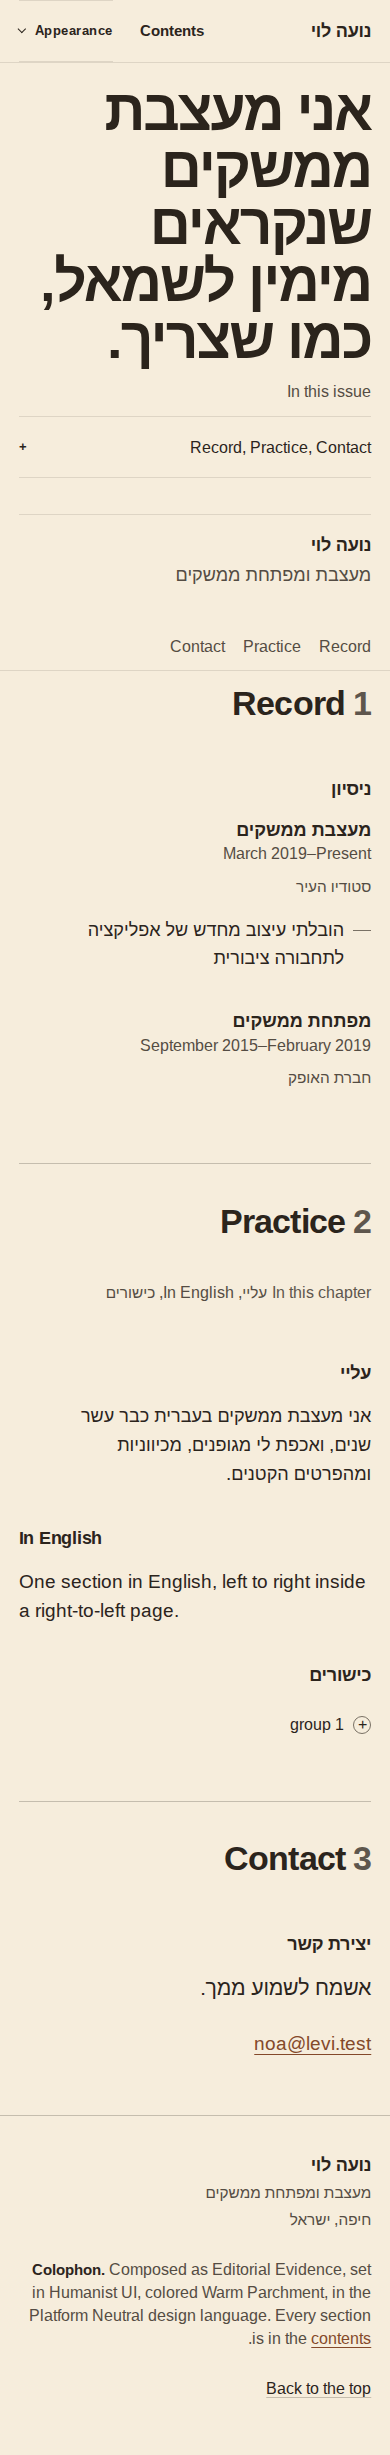 נועה לוי
Contents
Appearance
אני מעצבת
ממשקים
שנקראים
מימין לשמאל,
כמו שצריך.
In this issue
Record, Practice, Contact
+
נועה לוי
מעצבת ומפתחת ממשקים
Record Practice Contact
1 Record
ניסיון
מעצבת ממשקים
March 2019–Present
סטודיו העיר
— הובלתי עיצוב מחדש של אפליקציה
לתחבורה ציבורית
מפתחת ממשקים
September 2015–February 2019
חברת האופק
2 Practice
In this chapter עליי, In English, כישורים
עליי
אני מעצבת ממשקים בעברית כבר עשר
שנים, ואכפת לי מגופנים, מכיווניות
ומהפרטים הקטנים.
In English
One section in English, left to right inside
a right-to-left page.
כישורים
+ 1 group
3 Contact
יצירת קשר
אשמח לשמוע ממך.
noa@levi.test
נועה לוי
מעצבת ומפתחת ממשקים
חיפה, ישראל
Colophon. Composed as Editorial Evidence, set
in Humanist UI, colored Warm Parchment, in the
Platform Neutral design language. Every section
is in the contents.
Back to the top